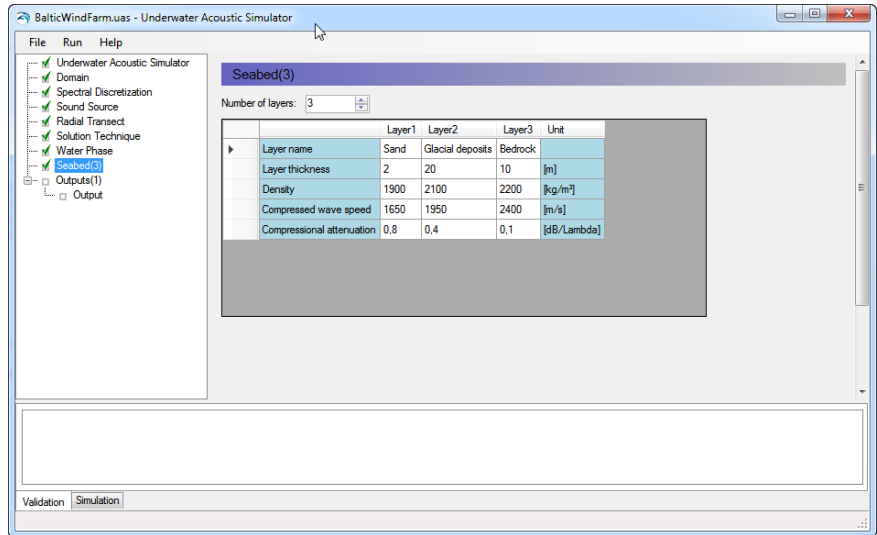 BalticWindFarm.uas - Underwater Acoustic Simulator
File Run Help
Underwater Acoustic Simulator
Domain
Spectral Discretization
Sound Source
Radial Transect
Solution Technique
Water Phase
Seabed(3)
Outputs(1)
Output
Seabed(3)
Number of layers: 3
Layer1 Layer2 Layer3 Unit
Layer name Sand Glacial deposits Bedrock
Layer thickness 2 20 10 [m]
Density 1900 2100 2200 [kg/m³]
Compressed wave speed 1650 1950 2400 [m/s]
Compressional attenuation 0,8 0,4 0,1 [dB/Lambda]
Validation Simulation